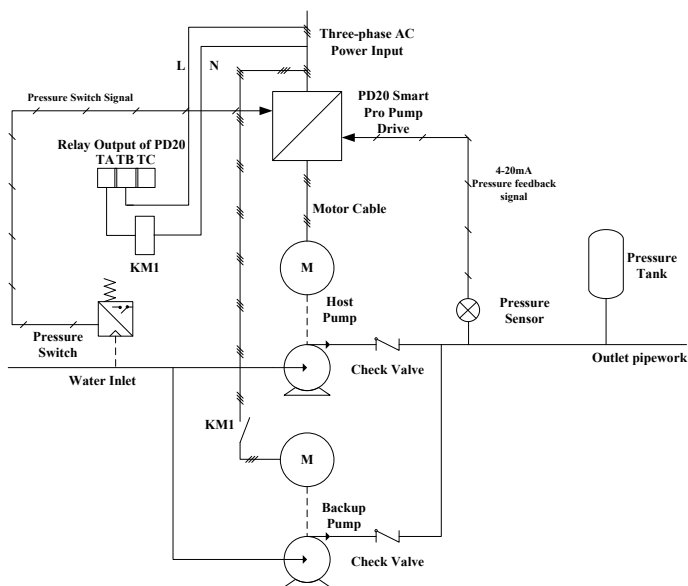 Three-phase AC
Power Input
L
N
Pressure Switch Signal
PD20 Smart
Pro Pump
Drive
Relay Output of PD20
TA TB TC
4-20mA
Pressure feedback
signal
Motor Cable
KM1
M
Pressure
Tank
Host
Pump
Pressure
Sensor
Pressure
Switch
Water Inlet
Check Valve
Outlet pipework
KM1
M
Backup
Pump
Check Valve